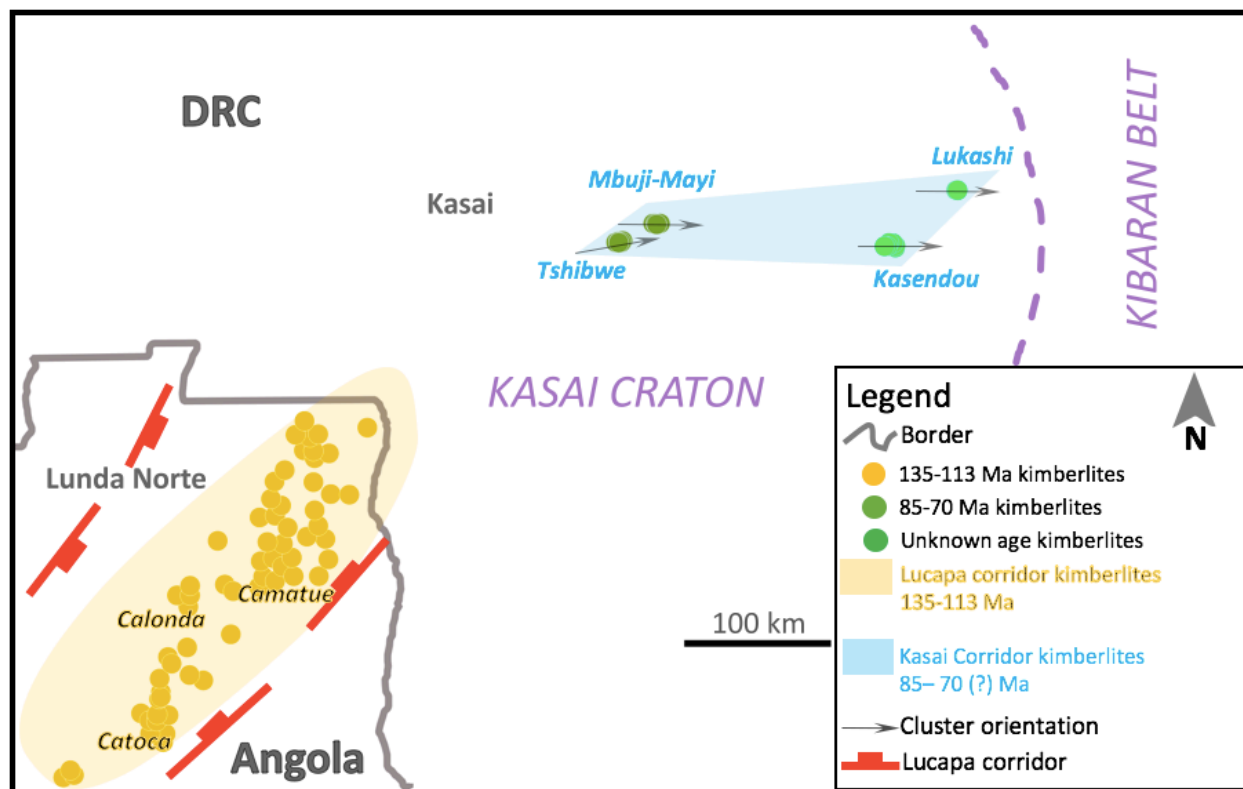 DRC
KIBARAN BELT
Lukashi
Mbuji-Mayi
Kasai
Tshibwe
Kasendou
KASAI CRATON
Lunda Norte
Camatue
Calonda
Catoca
Angola
100 km
Legend
N
Border
135-113 Ma kimberlites
85-70 Ma kimberlites
Unknown age kimberlites
Lucapa corridor kimberlites
135-113 Ma
Kasai Corridor kimberlites
85– 70 (?) Ma
Cluster orientation
Lucapa corridor